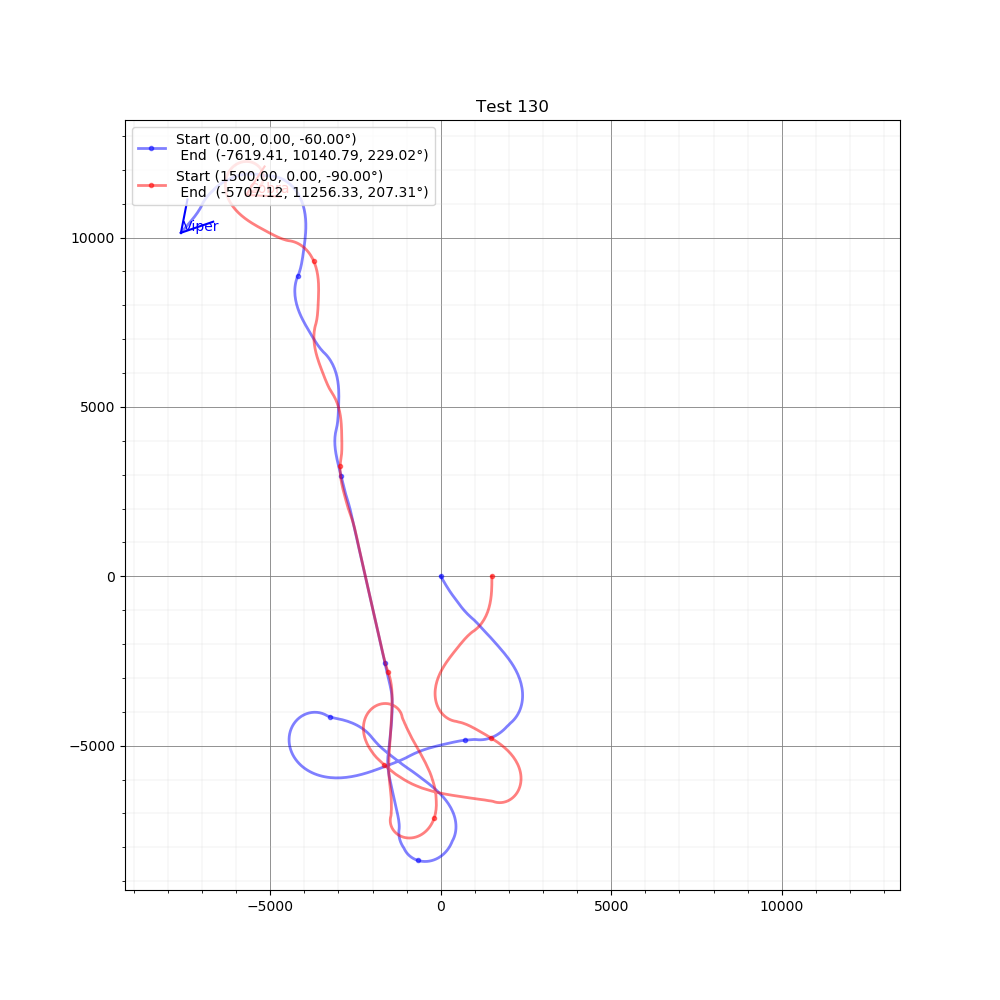 Test 130
Start (0.00, 0.00, -60.00°)
End  (-7619.41, 10140.79, 229.02°)
Start (1500.00, 0.00, -90.00°)
End  (-5707.12, 11256.33, 207.31°)
Viper
10000
5000
0
−5000
−5000
0
5000
10000